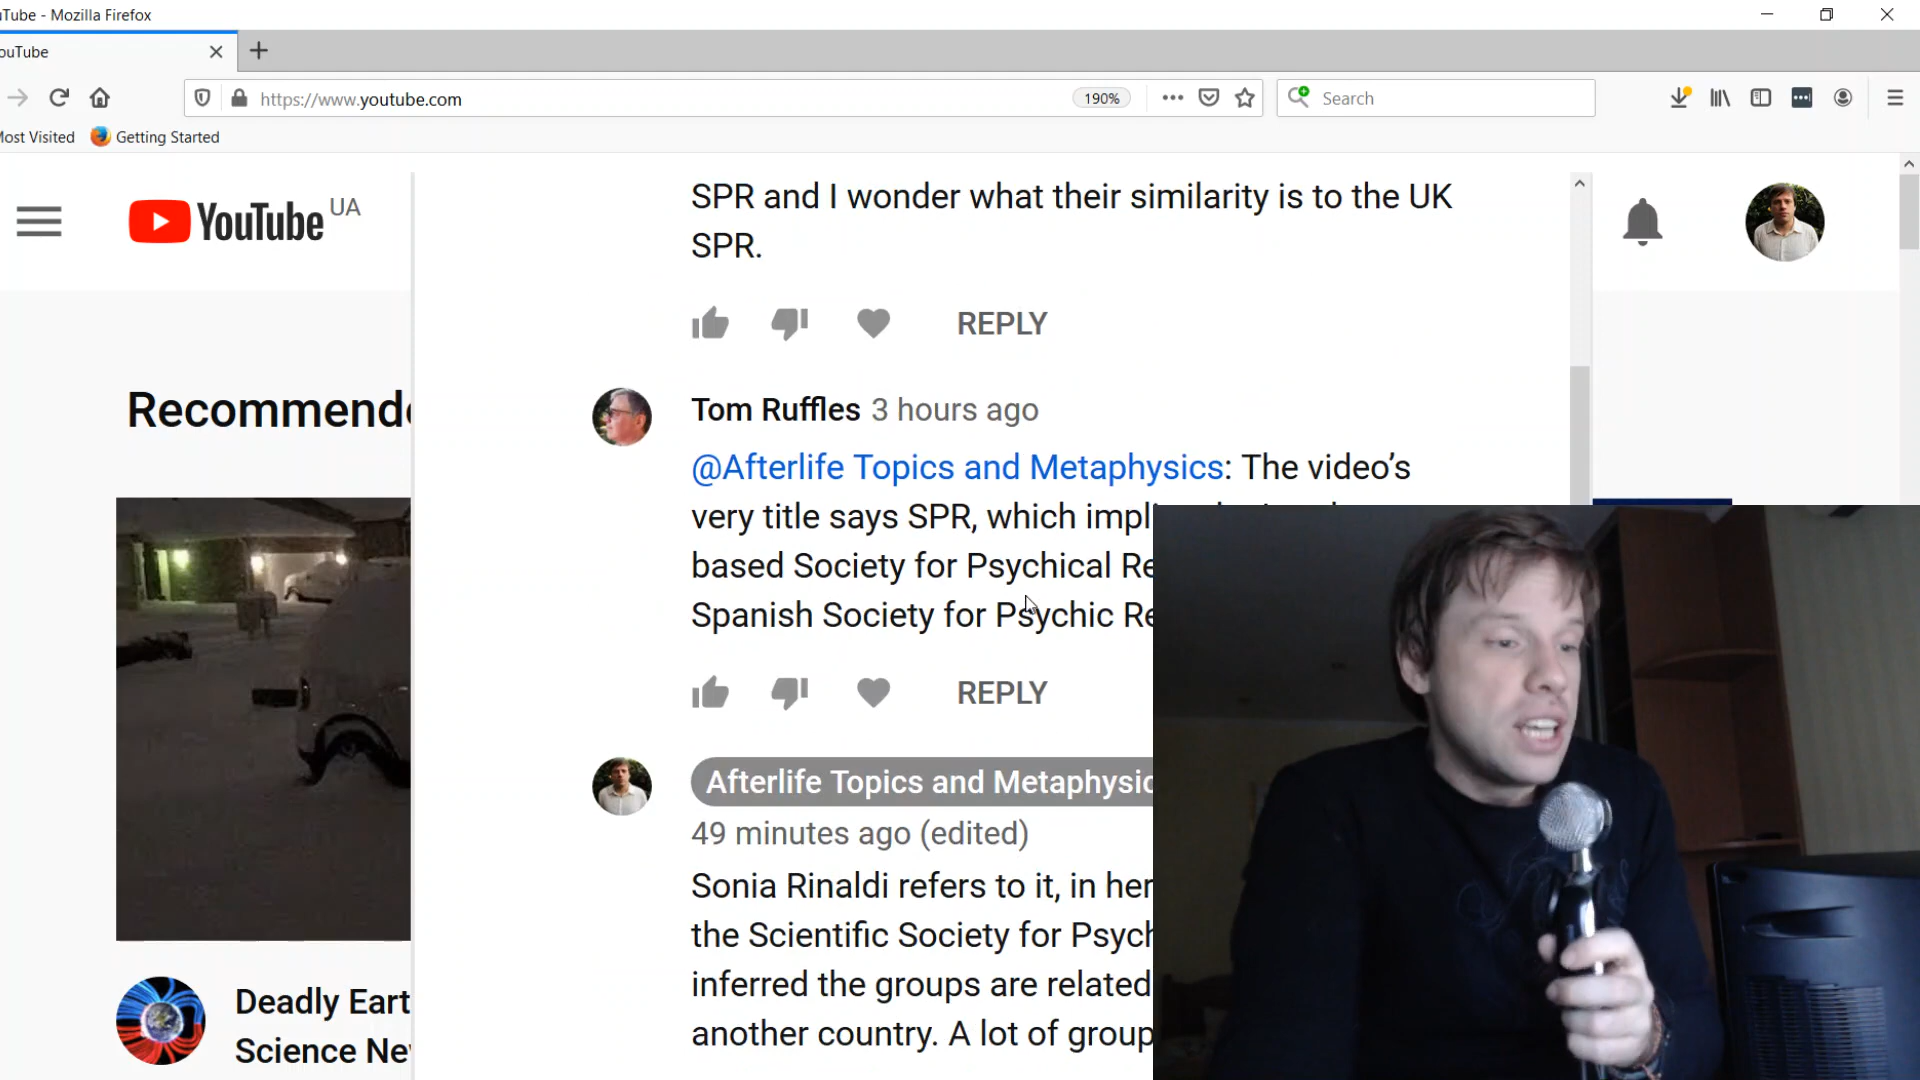 uTube - Mozilla Firefox
ouTube
https://www.youtube.com
190%
Search
Most Visited
Getting Started
YouTube UA
SPR and I wonder what their similarity is to the UK
SPR.
REPLY
Recommend
Tom Ruffles 3 hours ago
@Afterlife Topics and Metaphysics: The video’s
very title says SPR, which impli
based Society for Psychical Re
Spanish Society for Psychic Re
REPLY
Afterlife Topics and Metaphysic
49 minutes ago (edited)
Sonia Rinaldi refers to it, in her
the Scientific Society for Psych
inferred the groups are related
another country. A lot of group
Deadly Eart
Science Ne